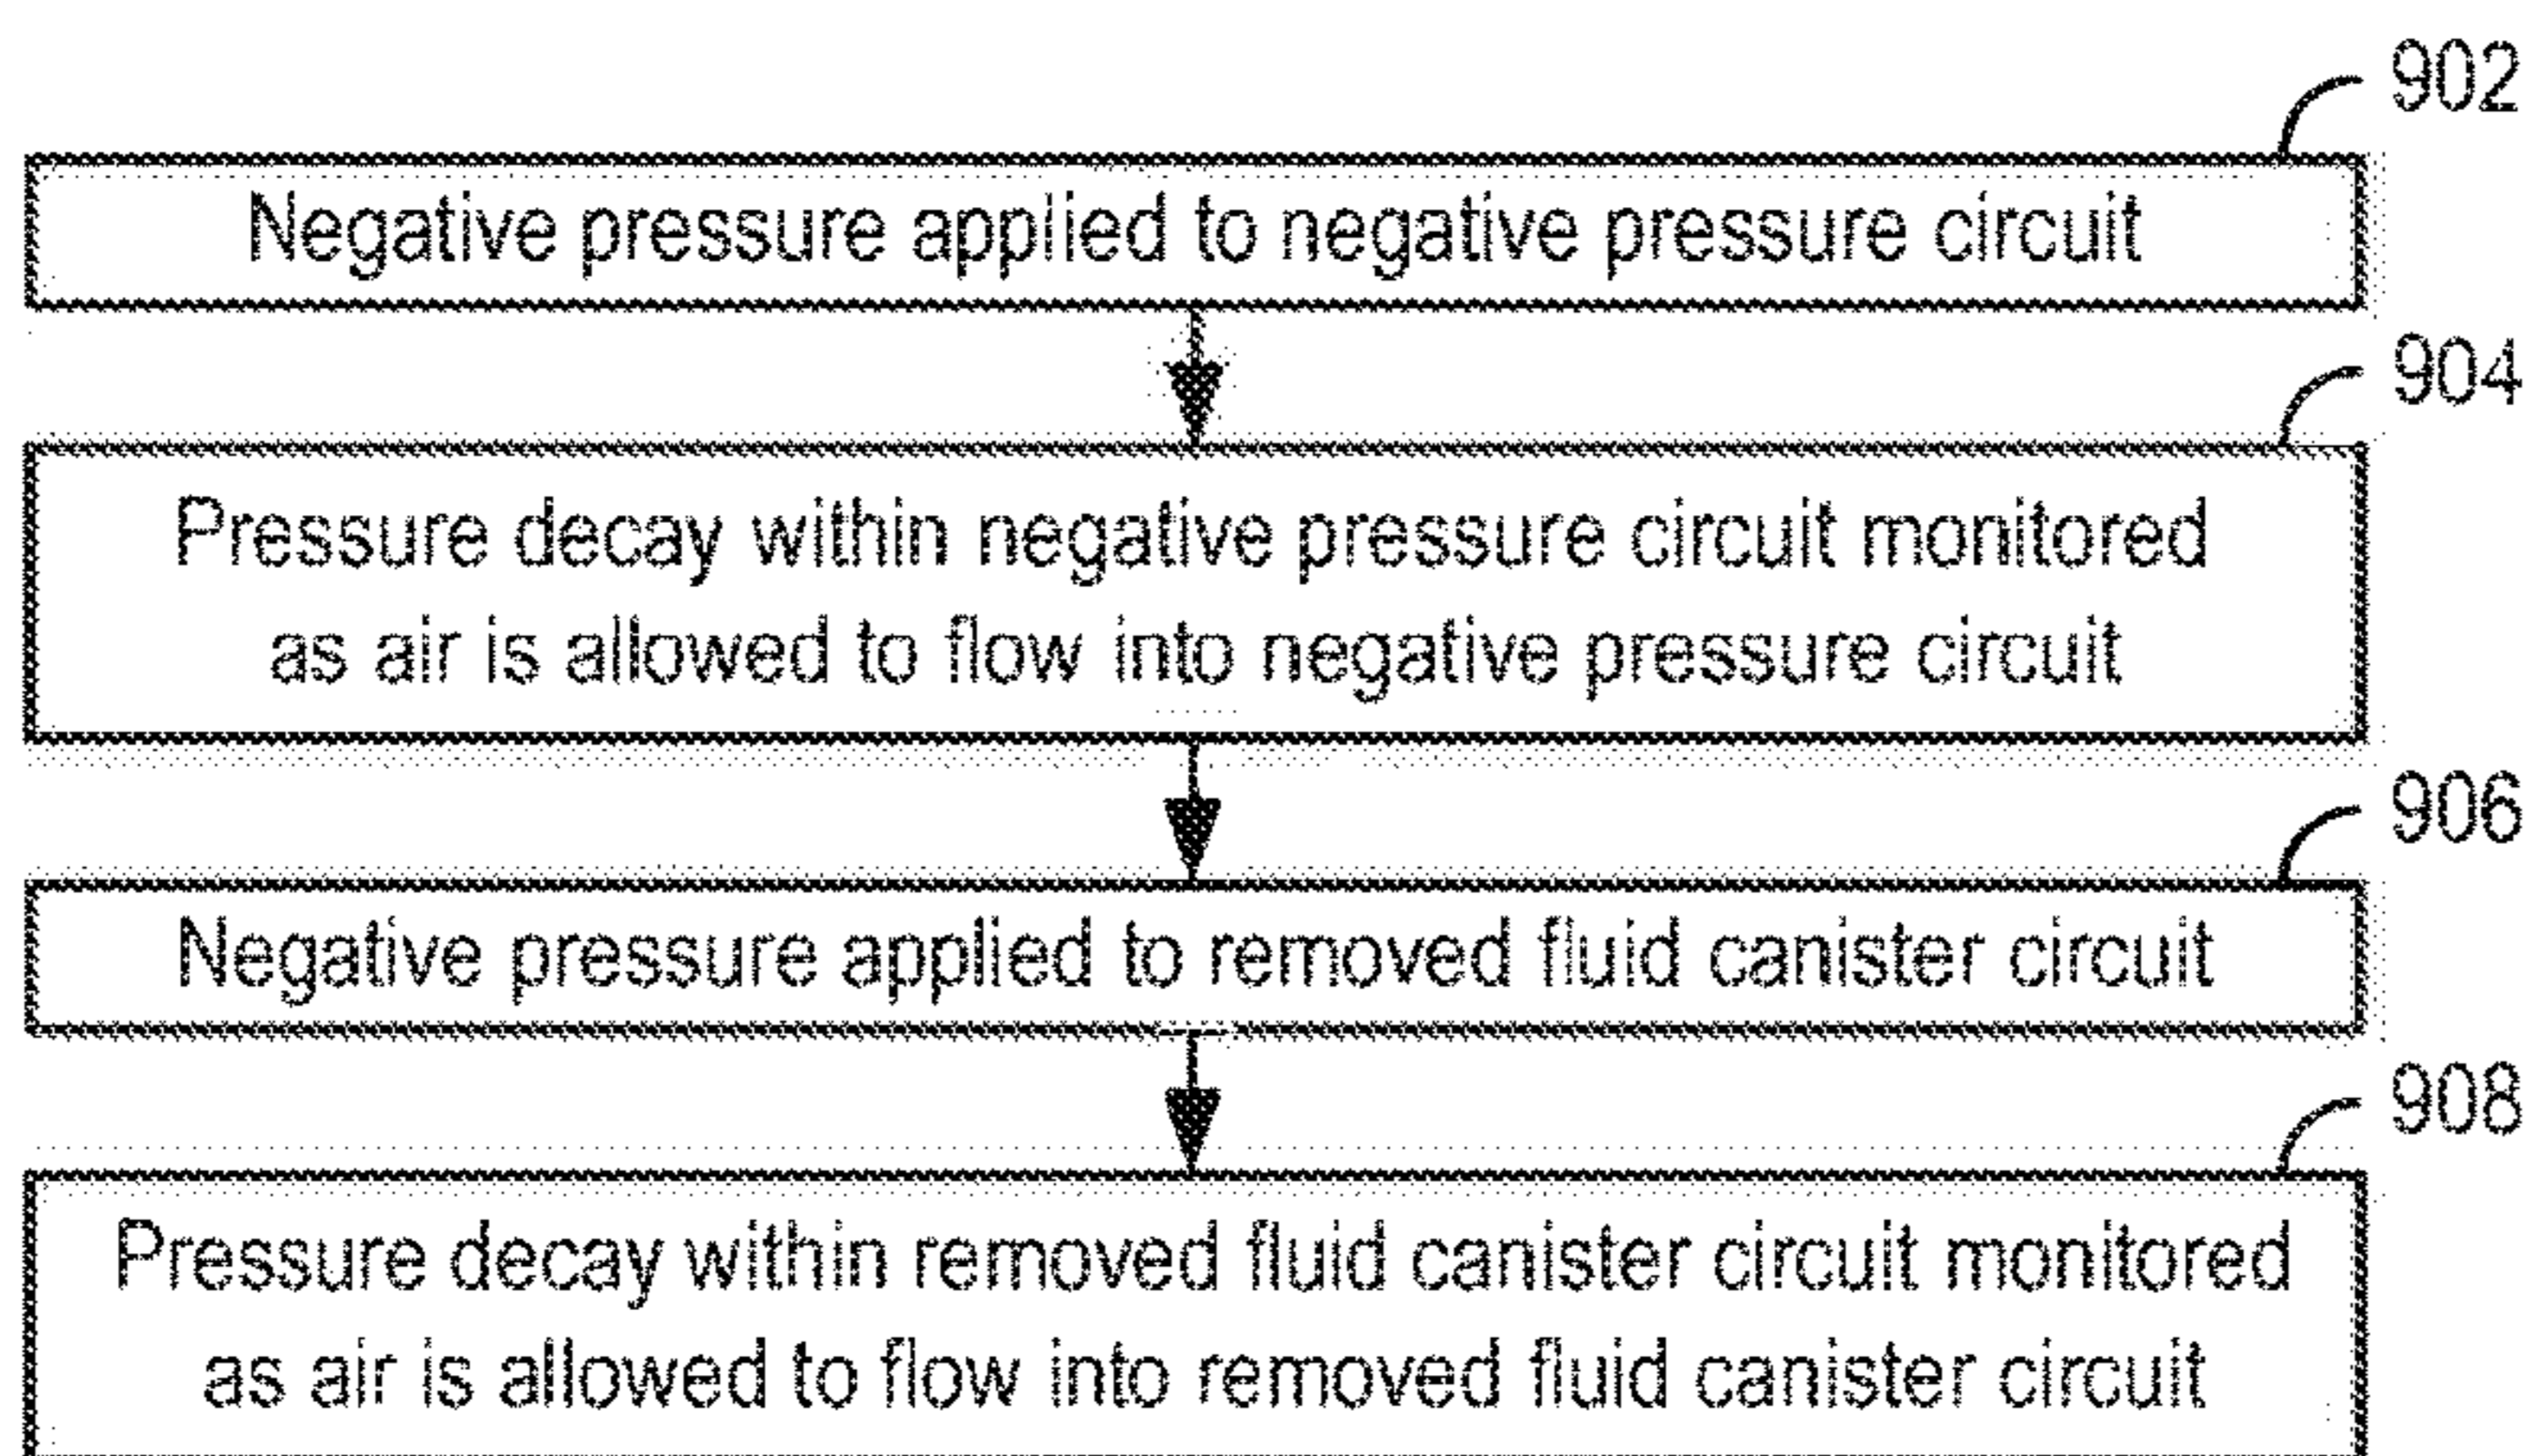 902
Negative pressure applied to negative pressure circuit
904
Pressure decay within negative pressure circuit monitored
as air is allowed to flow into negative pressure circuit
906
Negative pressure applied to removed fluid canister circuit
908
Pressure decay within removed fluid canister circuit monitored
as air is allowed to flow into removed fluid canister circuit